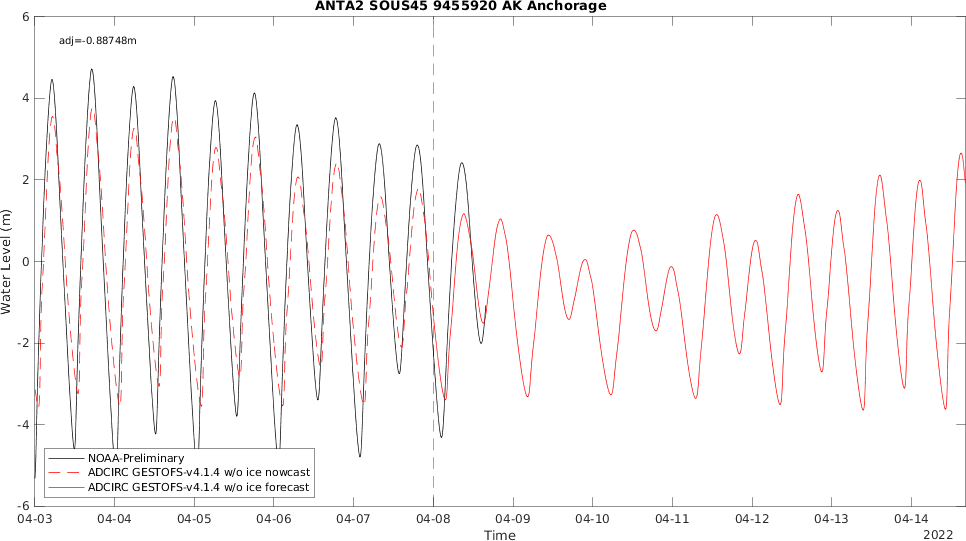 ANTA2 SOUS45 9455920 AK Anchorage
adj=-0.88748m
6
4
2
0
-2
-4
-6
Water Level (m)
NOAA-Preliminary
ADCIRC GESTOFS-v4.1.4 w/o ice nowcast
ADCIRC GESTOFS-v4.1.4 w/o ice forecast
04-03 04-04 04-05 04-06 04-07 04-08 04-09 04-10 04-11 04-12 04-13 04-14
Time
2022